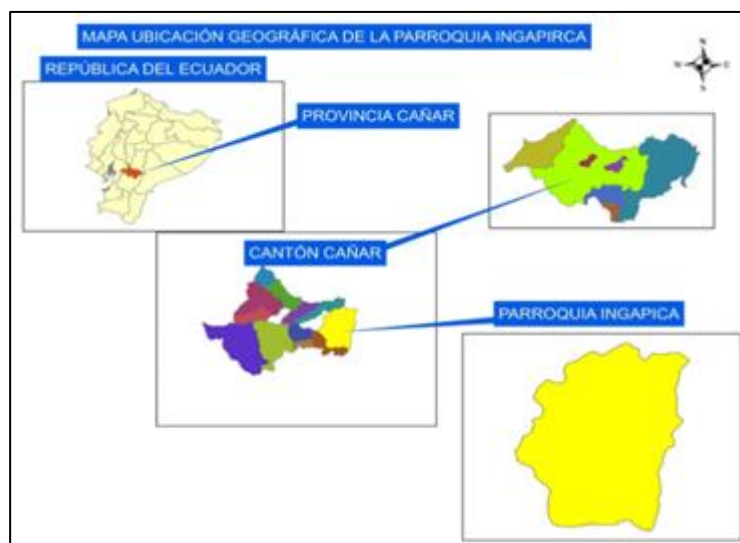 MAPA UBICACIÓN GEOGRÁFICA DE LA PARROQUIA INGAPIRCA
REPÚBLICA DEL ECUADOR
N
W E
S
PROVINCIA CAÑAR
CANTÓN CAÑAR
PARROQUIA INGAPICA